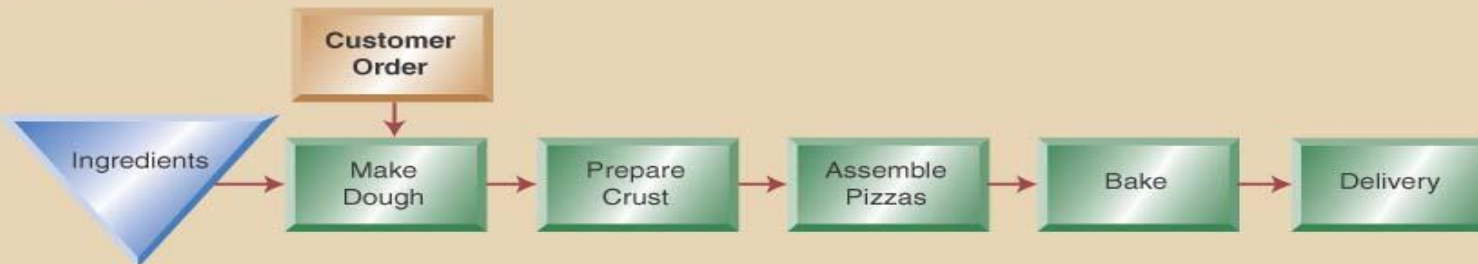 Customer
Order
Ingredients
Make
Dough
Prepare
Crust
Assemble
Pizzas
Bake
Delivery